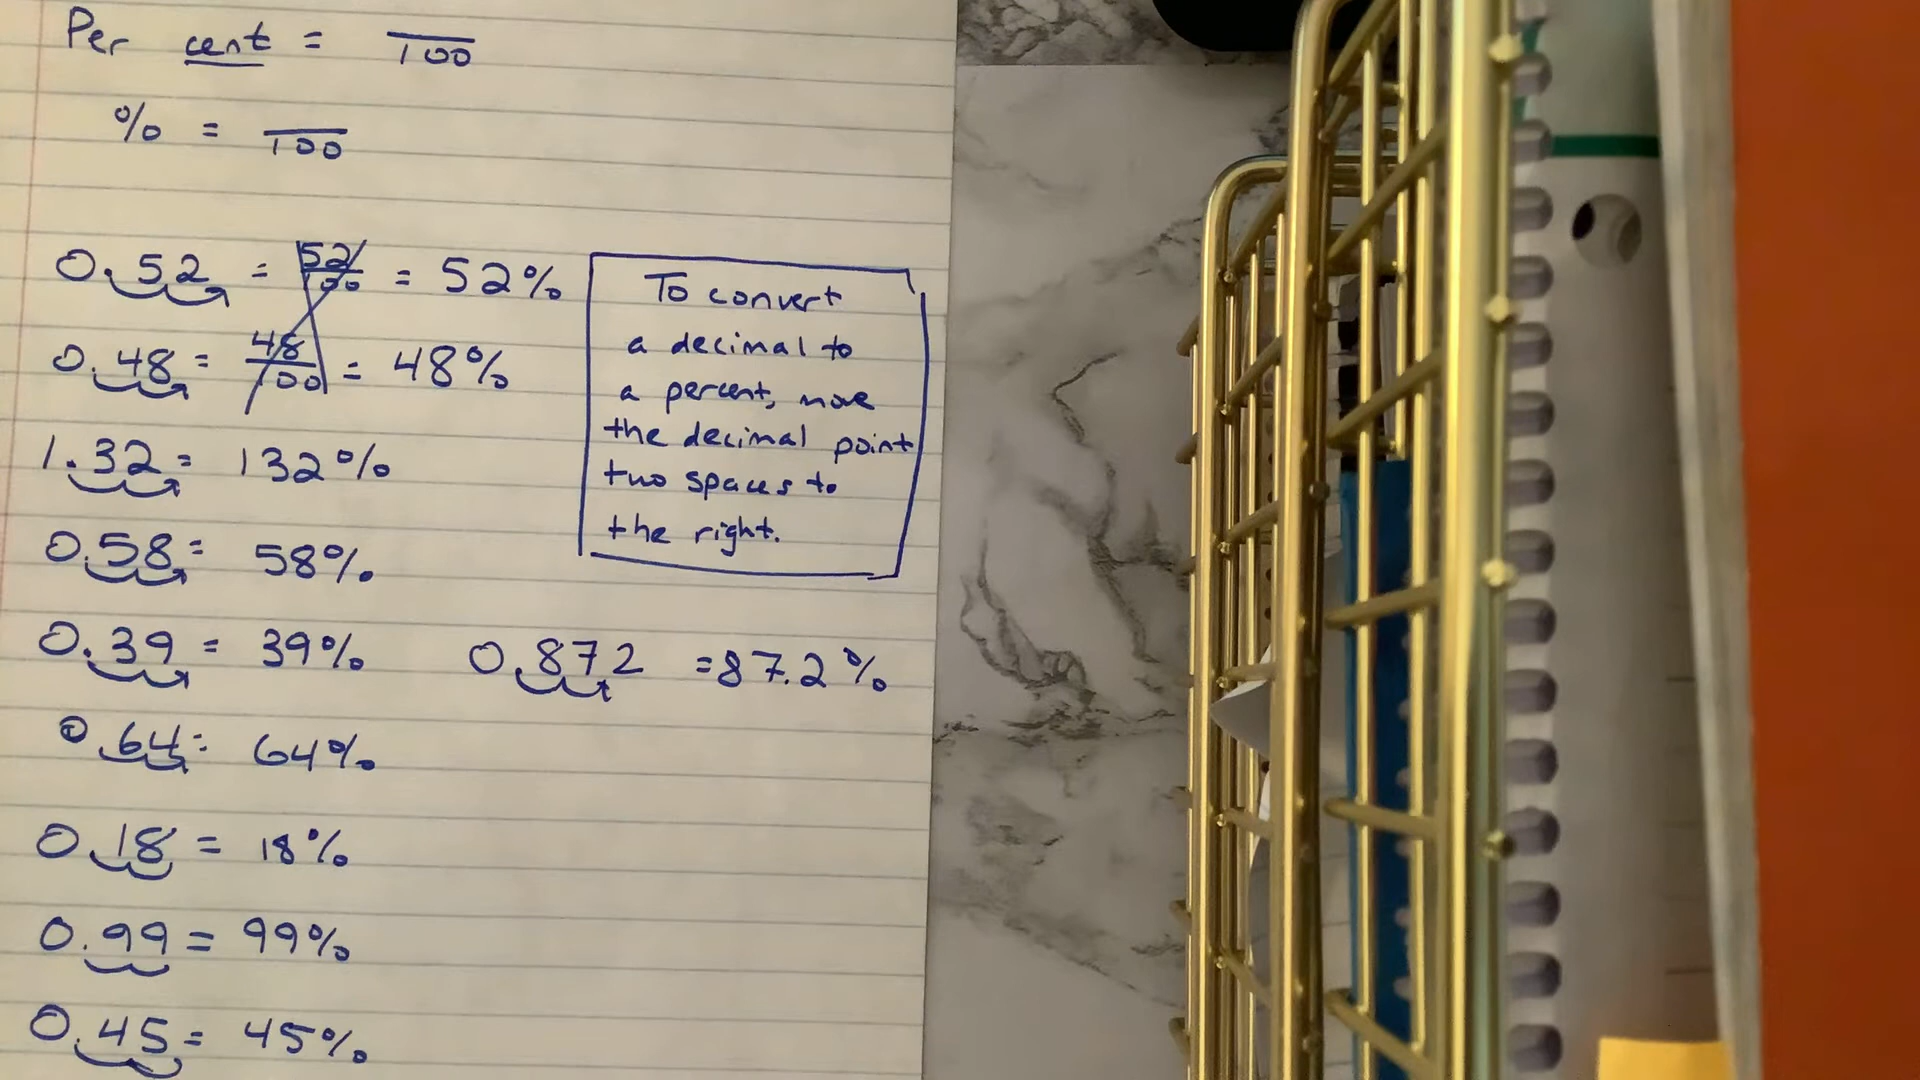 Per cent = /100
% = /100
0.52 = 52/100 = 52%
0.48 = 48/100 = 48%
1.32 = 132%
0.58 = 58%
0.39 = 39%
0.64 = 64%
0.18 = 18%
0.99 = 99%
0.45 = 45%
To convert
a decimal to
a percent, move
the decimal point
two spaces to
the right.
0.872 = 87.2%